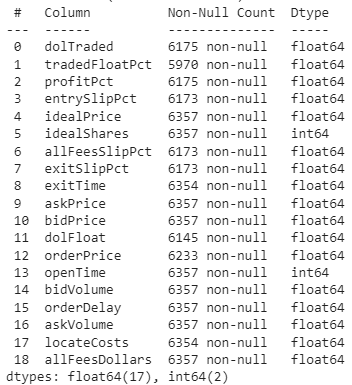 #   Column          Non-Null Count  Dtype
---  ------          --------------  -----
 0   dolTraded       6175 non-null   float64
 1   tradedFloatPct  5970 non-null   float64
 2   profitPct       6175 non-null   float64
 3   entrySlipPct    6173 non-null   float64
 4   idealPrice      6357 non-null   float64
 5   idealShares     6357 non-null   int64
 6   allFeesSlipPct  6173 non-null   float64
 7   exitSlipPct     6173 non-null   float64
 8   exitTime        6354 non-null   float64
 9   askPrice        6357 non-null   float64
 10  bidPrice        6357 non-null   float64
 11  dolFloat        6145 non-null   float64
 12  orderPrice      6233 non-null   float64
 13  openTime        6357 non-null   int64
 14  bidVolume       6357 non-null   float64
 15  orderDelay      6357 non-null   float64
 16  askVolume       6357 non-null   float64
 17  locateCosts     6354 non-null   float64
 18  allFeesDollars  6357 non-null   float64
dtypes: float64(17), int64(2)